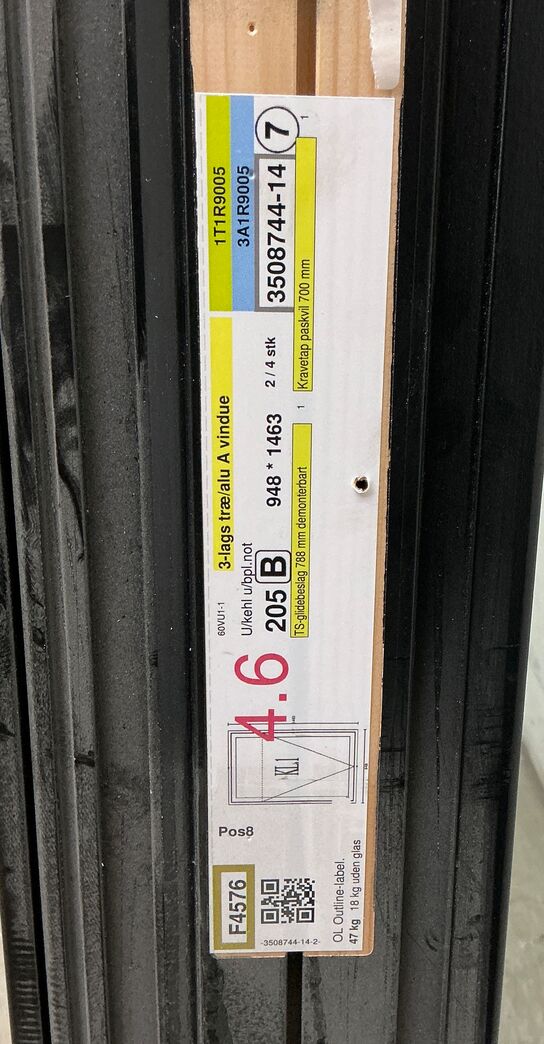 F4576
-3508744-14-2-
OL Outline-label.
47 kg 18 kg uden glas
Pos8
KL1
4.6
60VU1-1
3-lags træ/alu A vindue
U/kehl u/bpl.not
205 B 948 * 1463 2 / 4 stk
TS-glidebeslag 788 mm demonterbart 1
1T1R9005
3A1R9005
3508744-14 7
Kravetap paskvil 700 mm 1